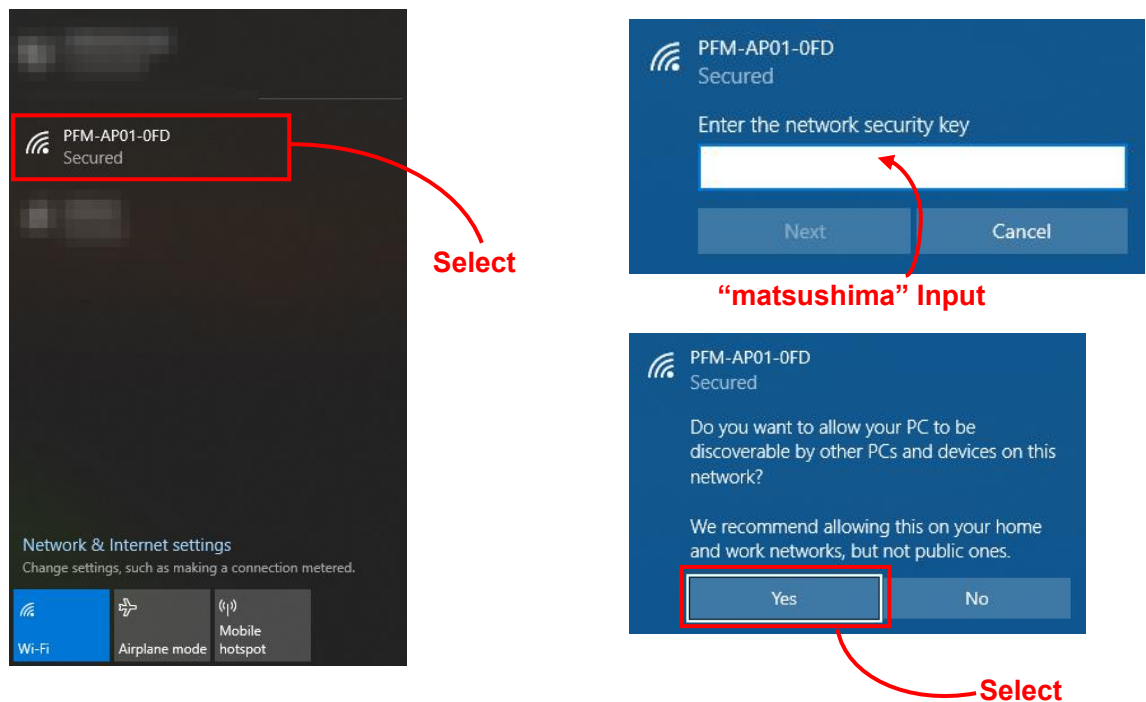 PFM-AP01-0FD
Secured
Select
Network & Internet settings
Change settings, such as making a connection metered.
Wi-Fi
Airplane mode
Mobile
hotspot
PFM-AP01-0FD
Secured
Enter the network security key
Next
Cancel
“matsushima” Input
PFM-AP01-0FD
Secured
Do you want to allow your PC to be
discoverable by other PCs and devices on this
network?
We recommend allowing this on your home
and work networks, but not public ones.
Yes
No
Select